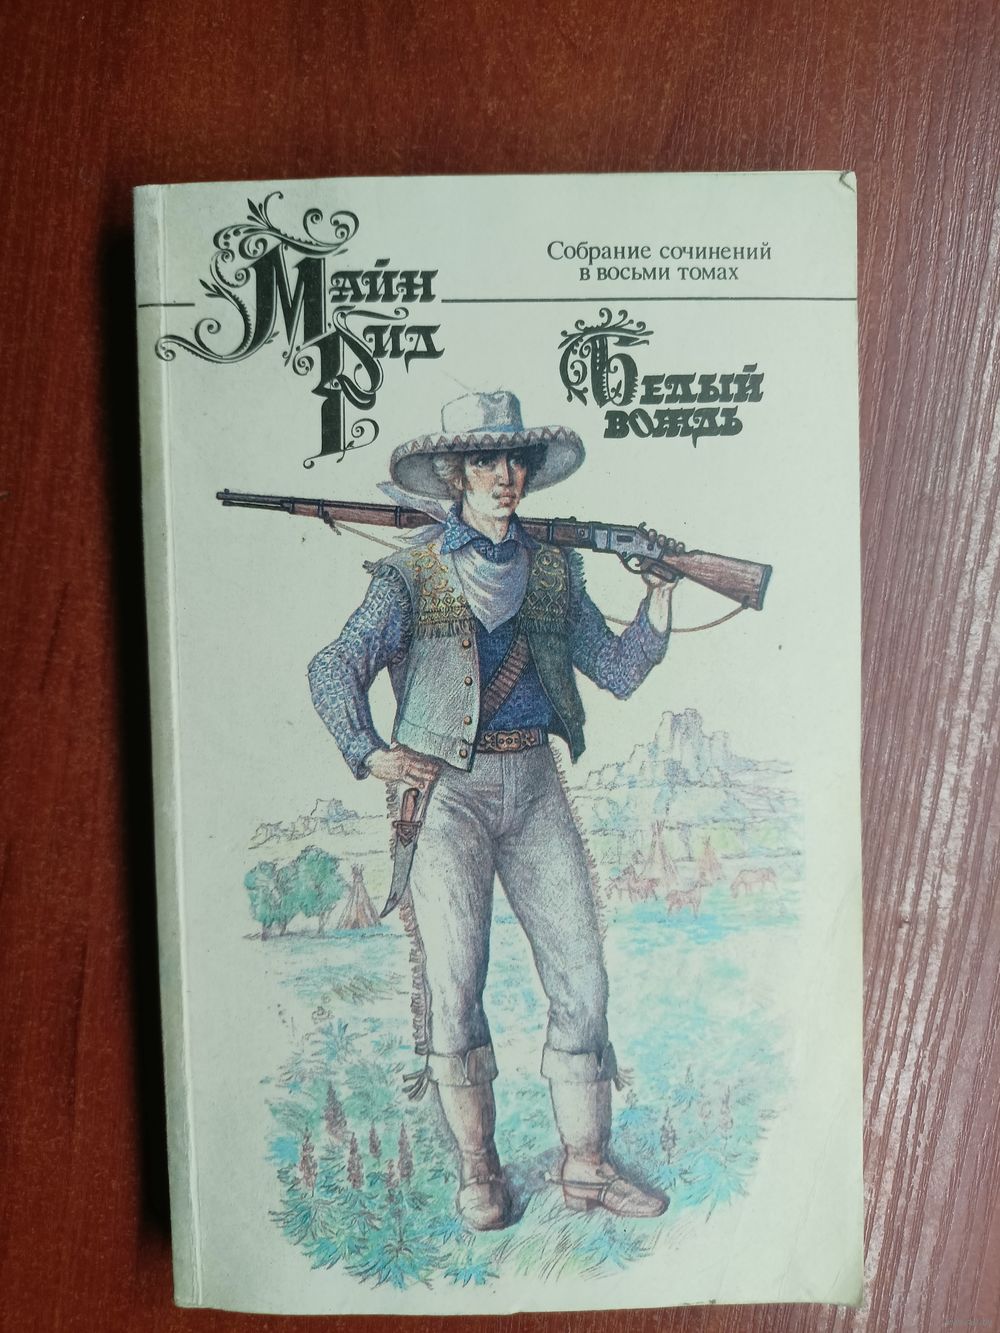 Майн
Рид
Собрание сочинений
в восьми томах
Белый
вождь